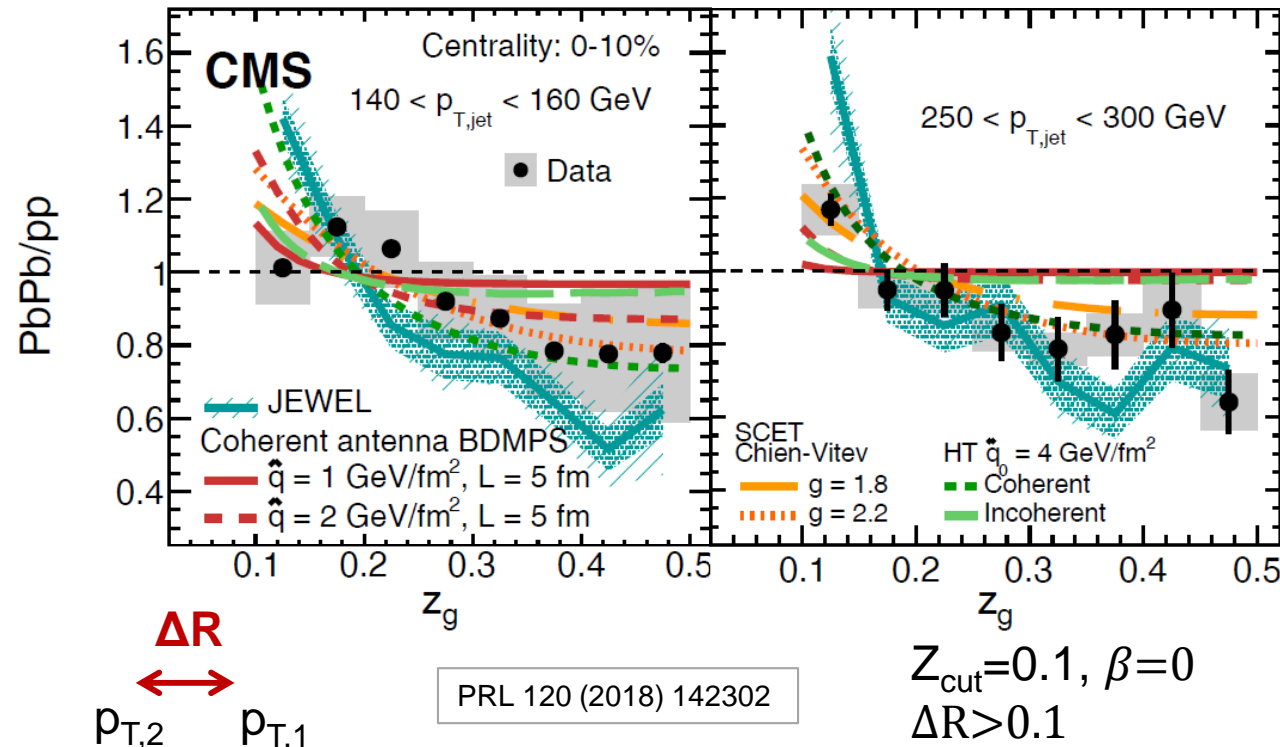 PbPb/pp
1.6
1.4
1.2
1
0.8
0.6
0.4
CMS
Centrality: 0-10%
140 < p_T,jet < 160 GeV
Data
JEWEL
Coherent antenna BDMPS
q̂ = 1 GeV/fm², L = 5 fm
q̂ = 2 GeV/fm², L = 5 fm
0.1 0.2 0.3 0.4 0.5
z_g
250 < p_T,jet < 300 GeV
SCET
Chien-Vitev
g = 1.8
g = 2.2
HT q̂₀ = 4 GeV/fm²
Coherent
Incoherent
0.1 0.2 0.3 0.4 0.5
z_g
ΔR
p_T,2 p_T,1
PRL 120 (2018) 142302
Z_cut=0.1, β=0
ΔR>0.1